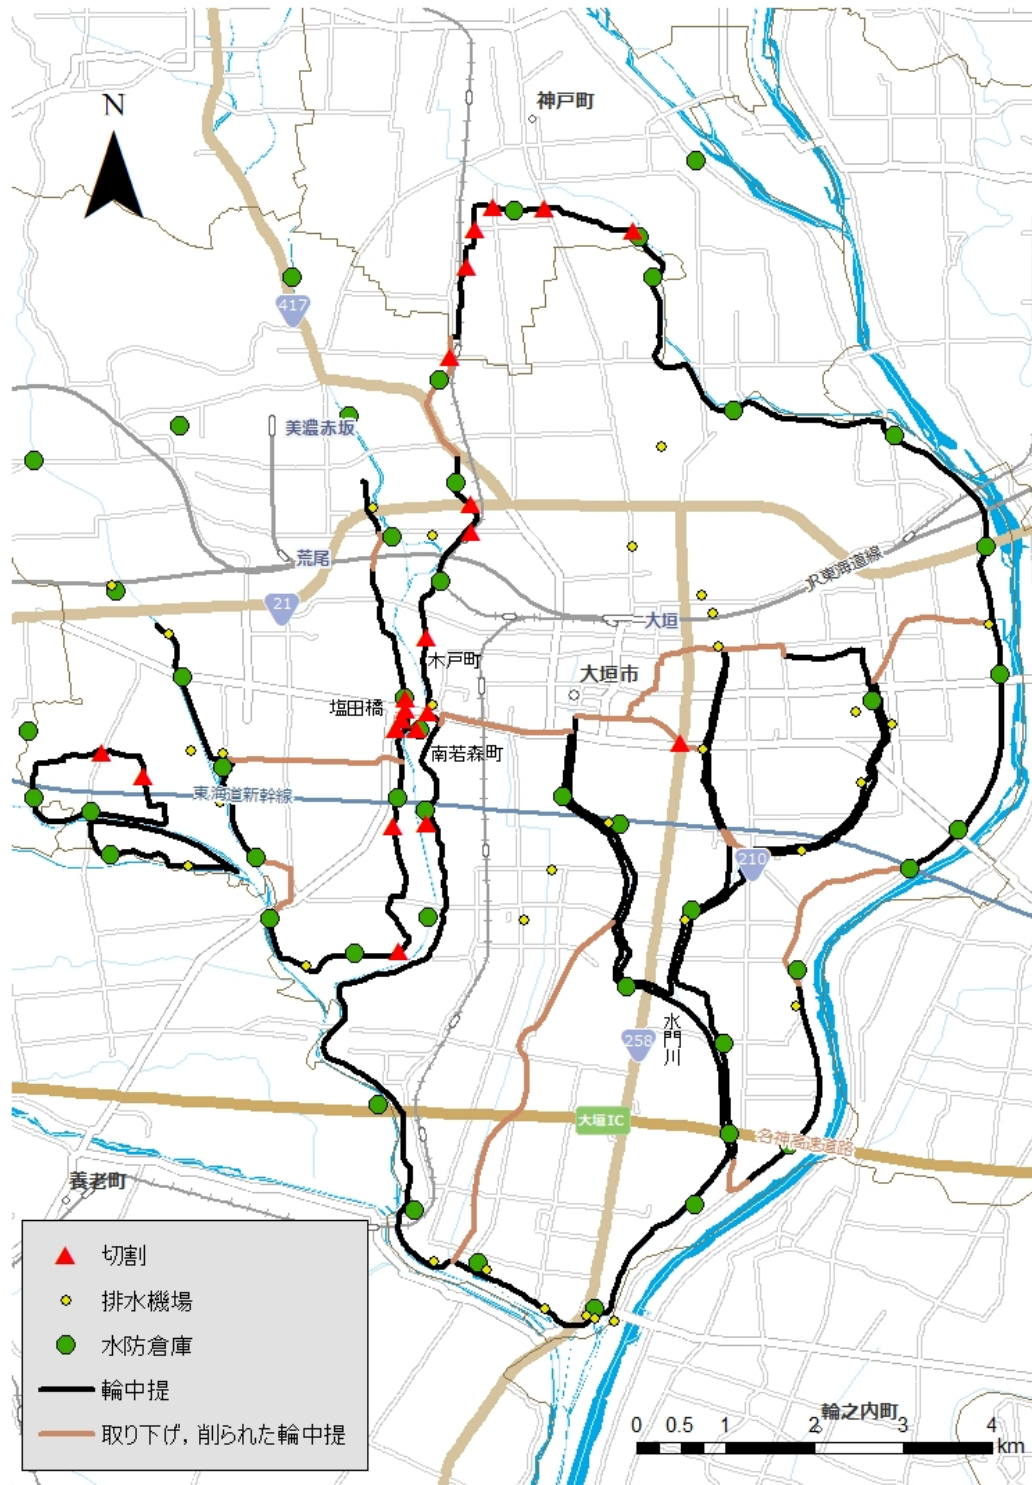 N
神戸町
417
美濃赤坂
荒尾
JR東海道線
21
大垣
木戸町
大垣市
塩田橋
南若森町
東海道新幹線
210
水門川
258
大垣IC
名神高速道路
養老町
切割
排水機場
水防倉庫
輪中提
取り下げ，削られた輪中提
輪之内町
0 0.5 1 2 3 4
km